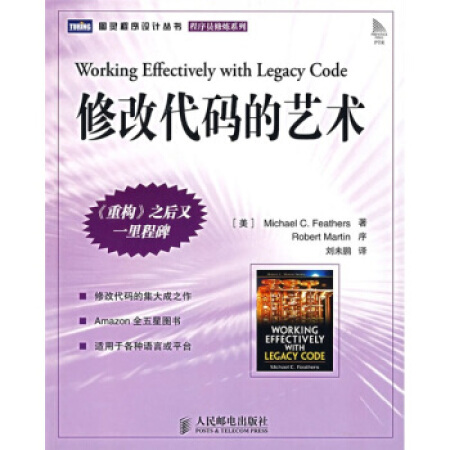 TURING 图灵程序设计丛书 程序员修炼系列
PTR
Working Effectively with Legacy Code
修改代码的艺术
《重构》之后又
一里程碑
[美] Michael C. Feathers 著
Robert Martin 序
刘未鹏 译
■ 修改代码的集大成之作
■ Amazon 全五星图书
■ 适用于各种语言或平台
WORKING
EFFECTIVELY
WITH
LEGACY CODE
Michael C. Feathers
人民邮电出版社
POSTS & TELECOM PRESS